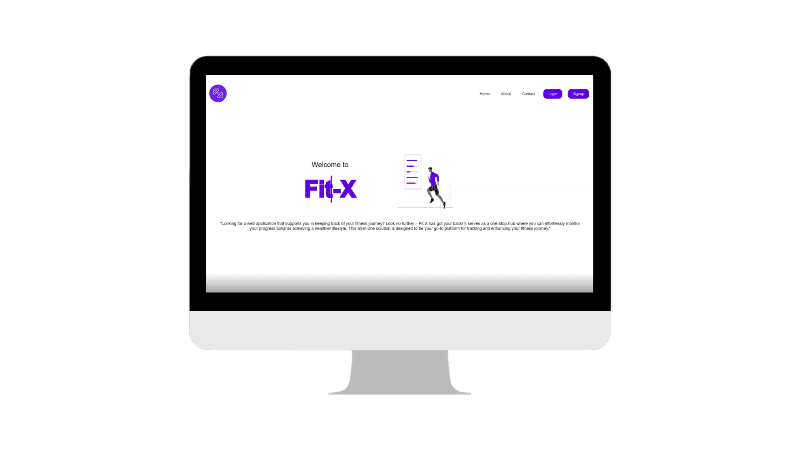 Home About Contact Login Signup
Welcome to
Fit-X
"Looking for a web application that supports you in keeping track of your fitness journey? Look no further – Fit-X has got your back! It serves as a one-stop hub where you can effortlessly monitor
your progress towards achieving a healthier lifestyle. This all-in-one solution is designed to be your go-to platform for tracking and enhancing your fitness journey."